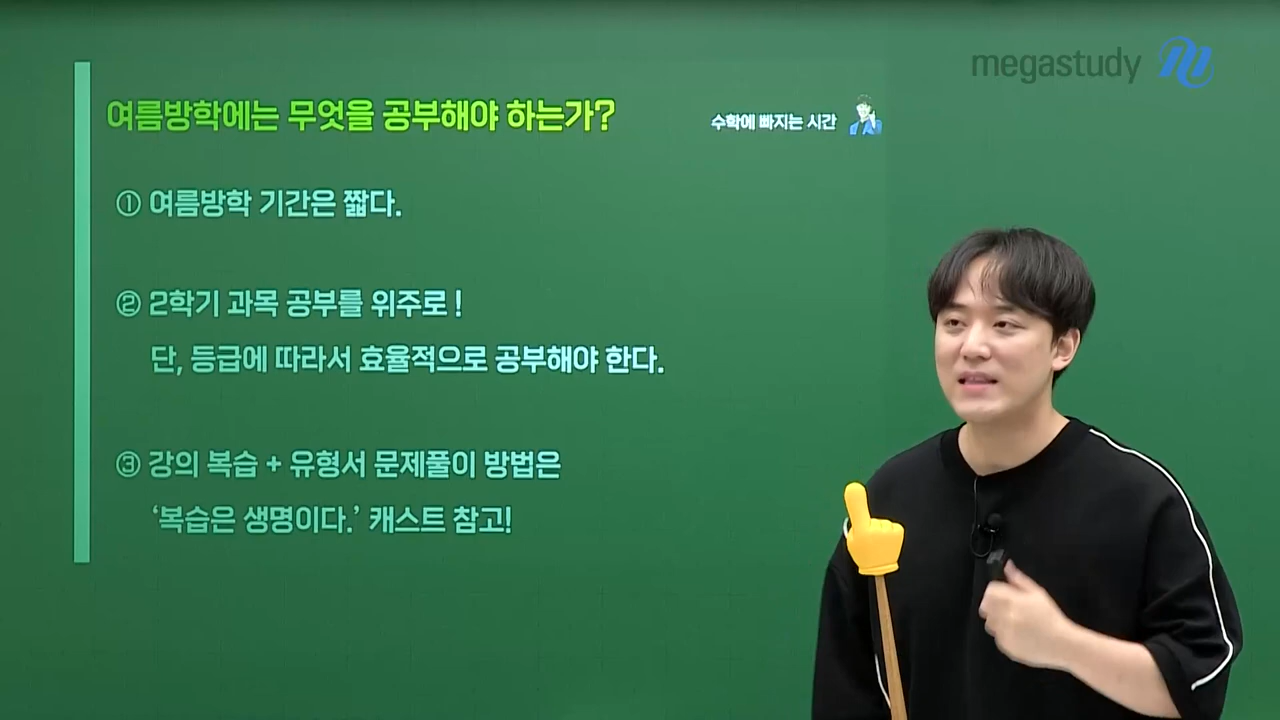 megastudy
여름방학에는 무엇을 공부해야 하는가?
수학에 빠지는 시간
① 여름방학 기간은 짧다.
② 2학기 과목 공부를 위주로 !
단, 등급에 따라서 효율적으로 공부해야 한다.
③ 강의 복습 + 유형서 문제풀이 방법은
‘복습은 생명이다.’ 캐스트 참고!